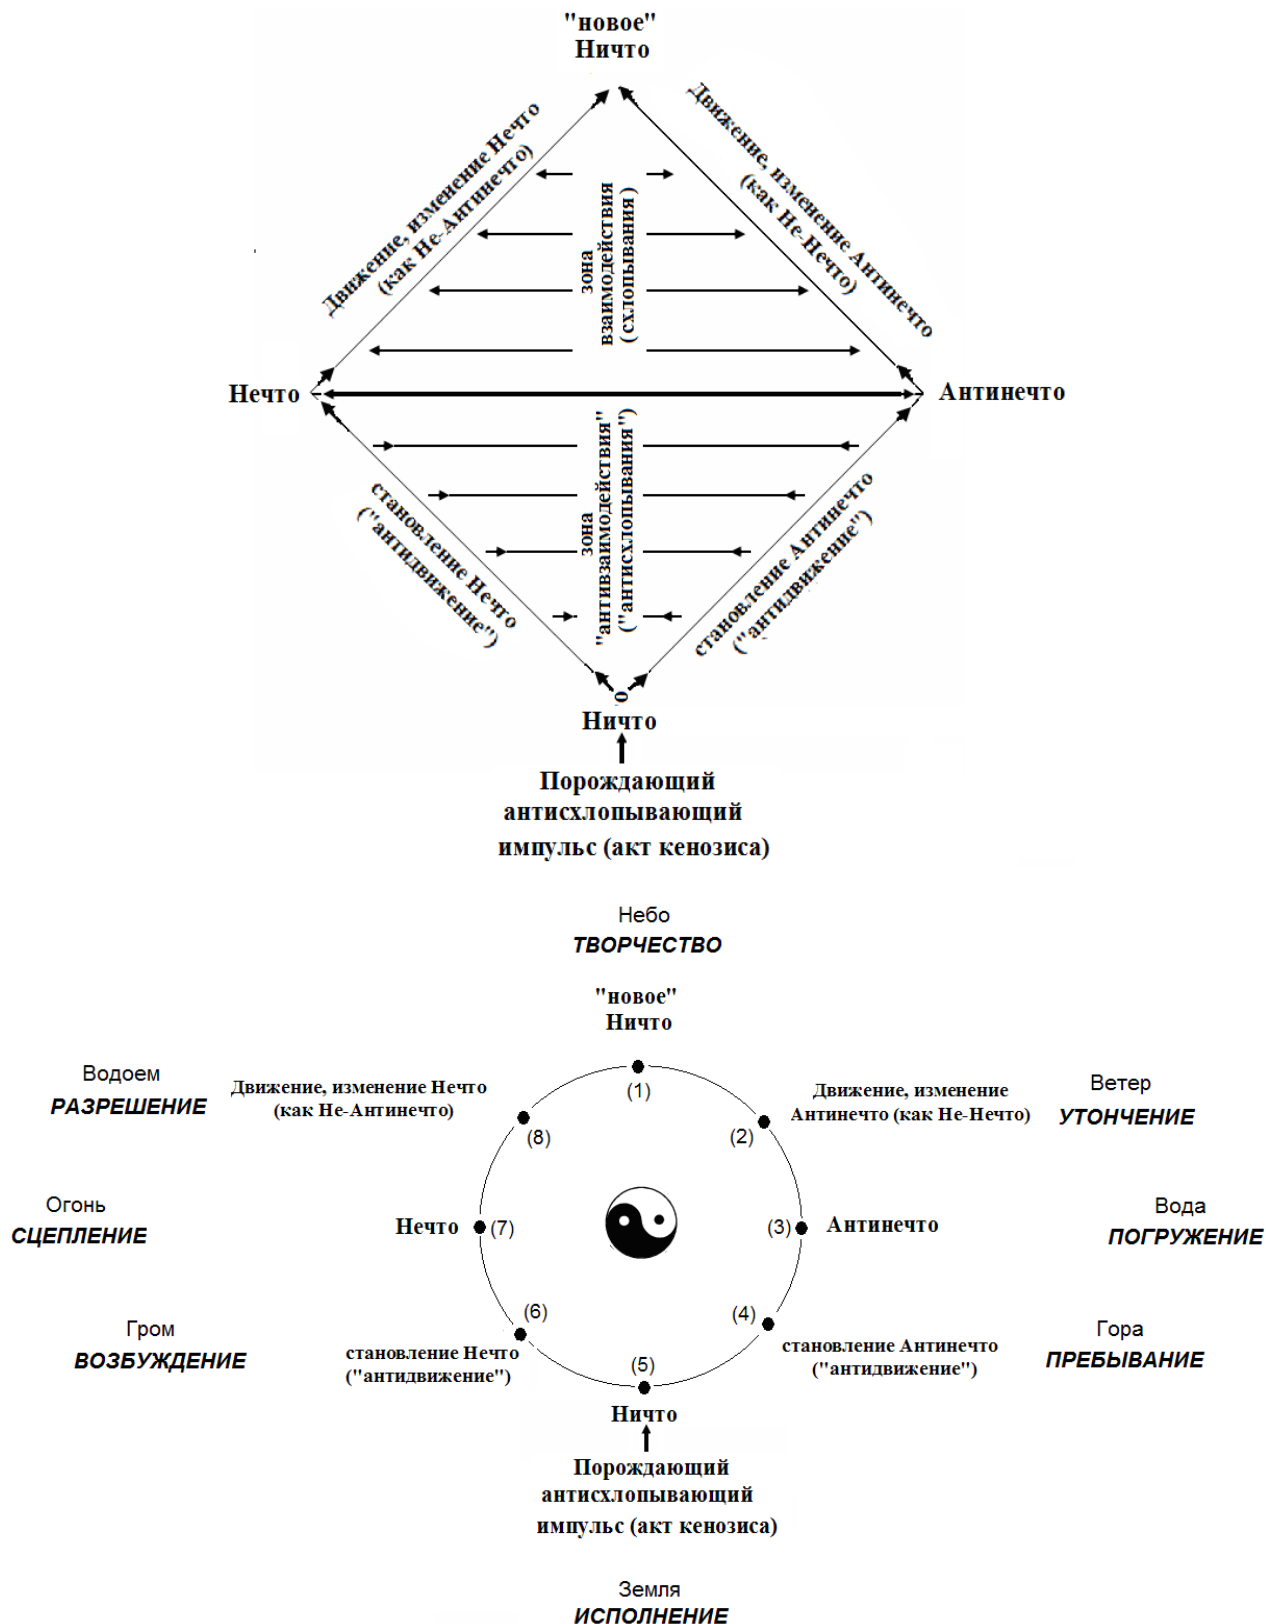 "новое"
Ничто
Движение, изменение Нечто
(как Не-Антинечто)
Движение, изменение Антинечто
(как Не-Нечто)
зона
взаимодействия
(схлопывания)
Нечто
Антинечто
становление Нечто
("антидвижение")
зона
"антивзаимодействия"
("антисхлопывания")
становление Антинечто
("антидвижение")
о
Ничто
Порождающий
антисхлопывающий
импульс (акт кенозиса)
Небо
ТВОРЧЕСТВО
"новое"
Ничто
Водоем
РАЗРЕШЕНИЕ
Движение, изменение Нечто
(как Не-Антинечто)
(1)
Движение, изменение
Антинечто (как Не-Нечто)
Ветер
УТОНЧЕНИЕ
(8)
(2)
Огонь
СЦЕПЛЕНИЕ
Нечто
(7)
(3)
Антинечто
Вода
ПОГРУЖЕНИЕ
Гром
ВОЗБУЖДЕНИЕ
(6)
становление Нечто
("антидвижение")
(4)
становление Антинечто
("антидвижение")
Гора
ПРЕБЫВАНИЕ
(5)
Ничто
Порождающий
антисхлопывающий
импульс (акт кенозиса)
Земля
ИСПОЛНЕНИЕ